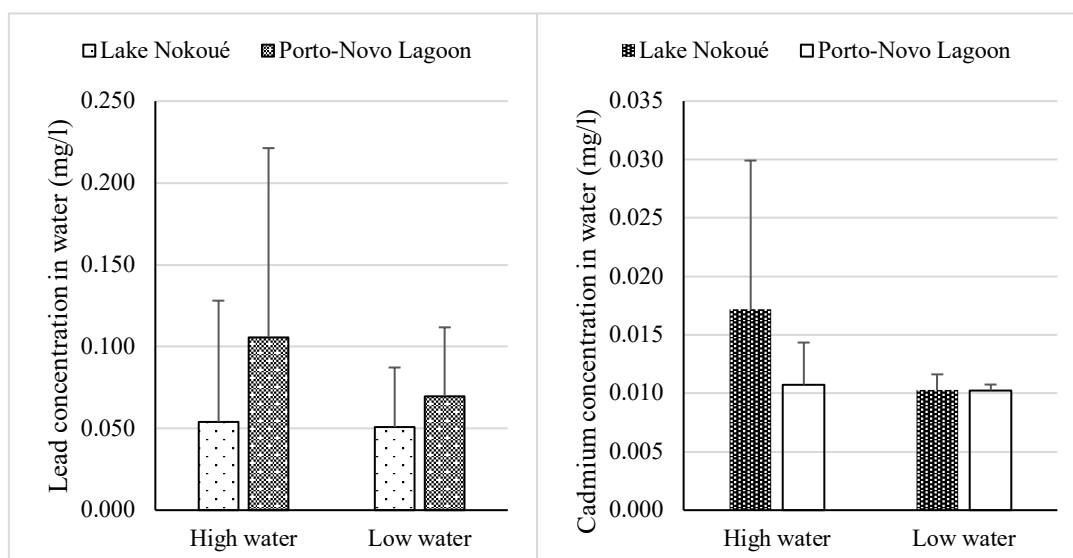 Lake Nokoué Porto-Novo Lagoon
Lead concentration in water (mg/l)
0.250
0.200
0.150
0.100
0.050
0.000
High water Low water
Lake Nokoué Porto-Novo Lagoon
Cadmium concentration in water (mg/l)
0.035
0.030
0.025
0.020
0.015
0.010
0.005
0.000
High water Low water